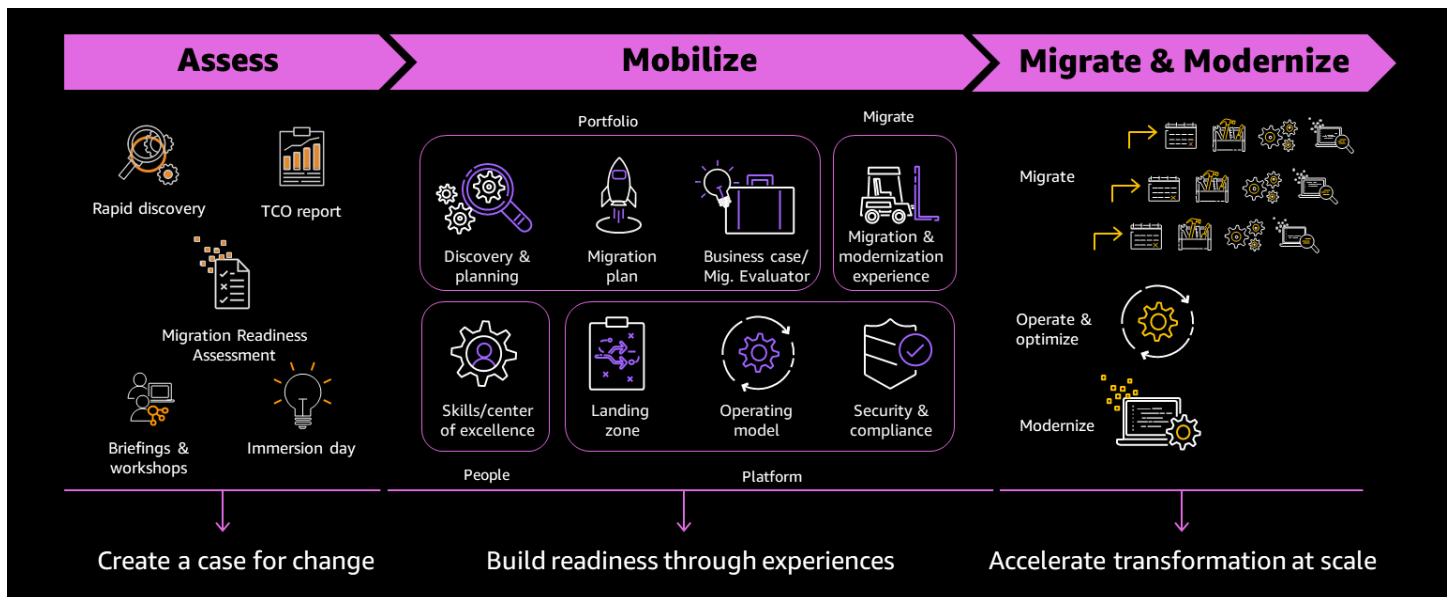 Assess
Mobilize
Migrate & Modernize
Rapid discovery
TCO report
Migration Readiness
Assessment
Briefings &
workshops
Immersion day
Portfolio
Migrate
Discovery &
planning
Migration
plan
Business case/
Mig. Evaluator
Migration &
modernization
experience
Skills/center
of excellence
Landing
zone
Operating
model
Security &
compliance
People
Platform
Migrate
Operate &
optimize
Modernize
Create a case for change
Build readiness through experiences
Accelerate transformation at scale